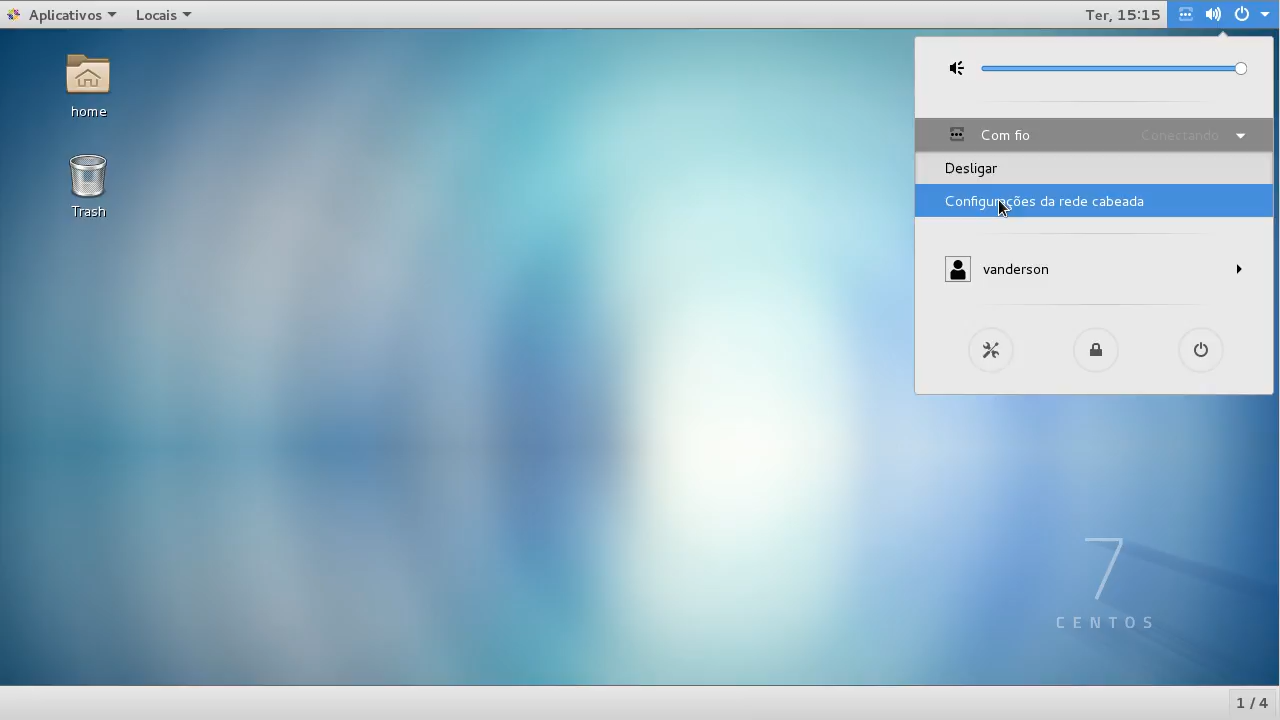 Aplicativos
Locais
Ter, 15:15
home
Trash
Com fio
Conectando
Desligar
Configurações da rede cabeada
vanderson
7
CENTOS
1 / 4